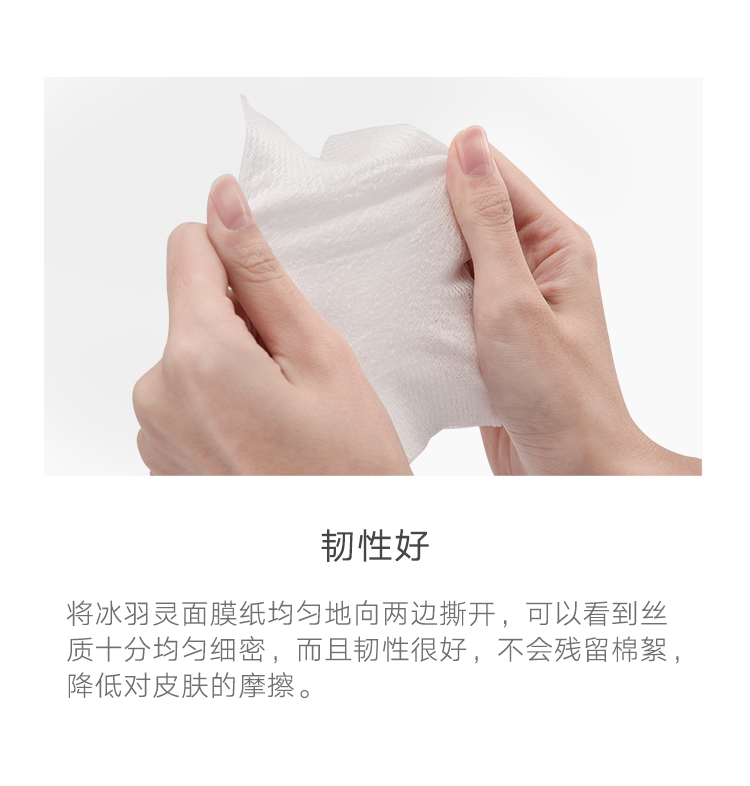 韧性好
将冰羽灵面膜纸均匀地向两边撕开，可以看到丝
质十分均匀细密，而且韧性很好，不会残留棉絮，
降低对皮肤的摩擦。